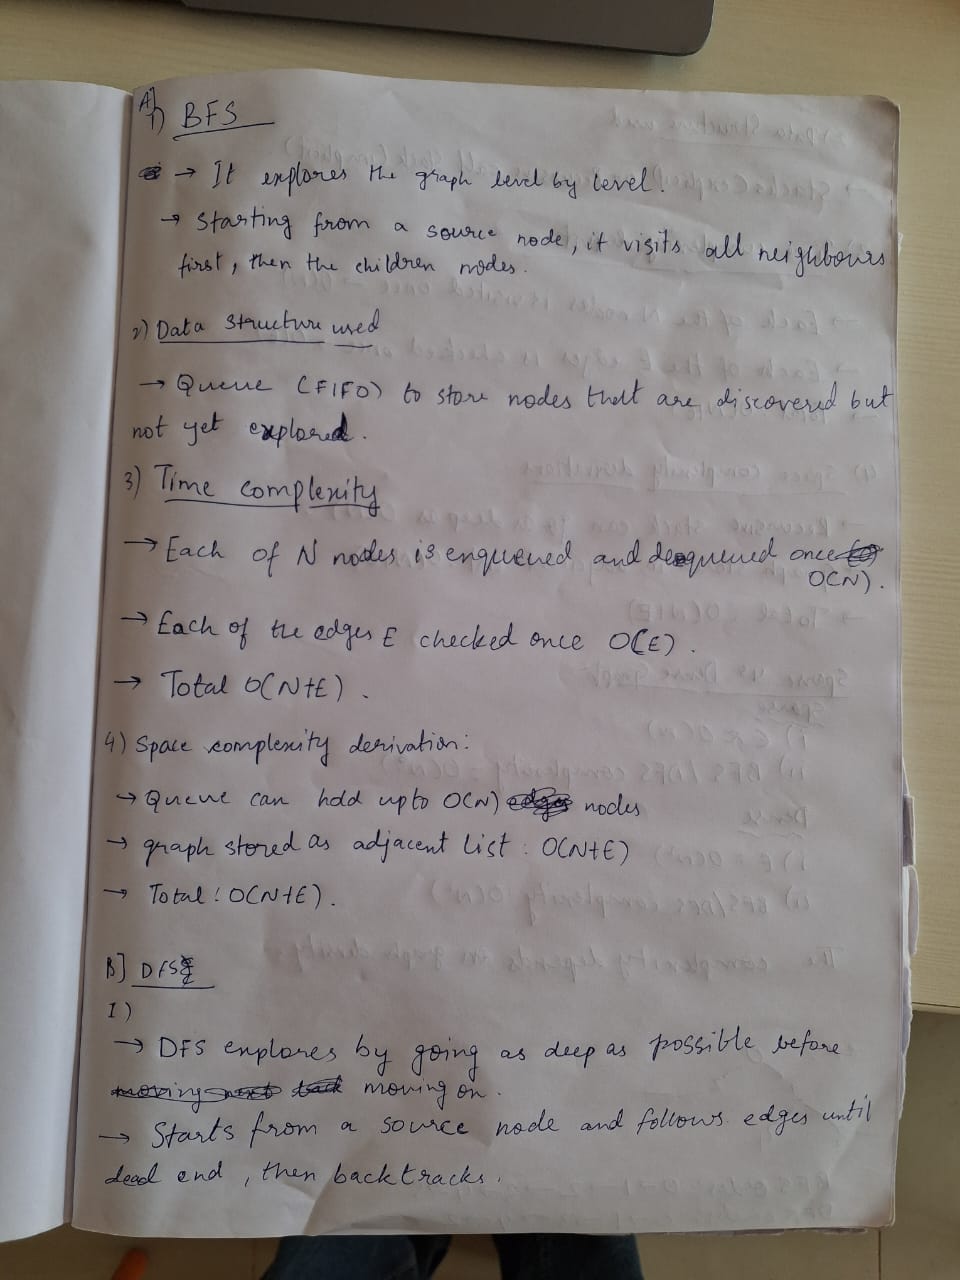 A)
1) BFS
→ It explores the graph level by level.
→ Starting from a source node, it visits all neighbours
first, then the children nodes.
2) Data Structure used
→ Queue (FIFO) to store nodes that are discovered but
not yet explored.
3) Time complexity
→ Each of N nodes is enqueued and dequeued once
O(N).
→ Each of the edges E checked once O(E).
→ Total O(N+E).
4) Space complexity derivation:
→ Queue can hold upto O(N) nodes
→ graph stored as adjacent list : O(N+E)
→ Total : O(N+E).
B] DFS
1)
→ DFS explores by going as deep as possible before
moving on.
→ Starts from a source node and follows edges until
dead end, then backtracks.